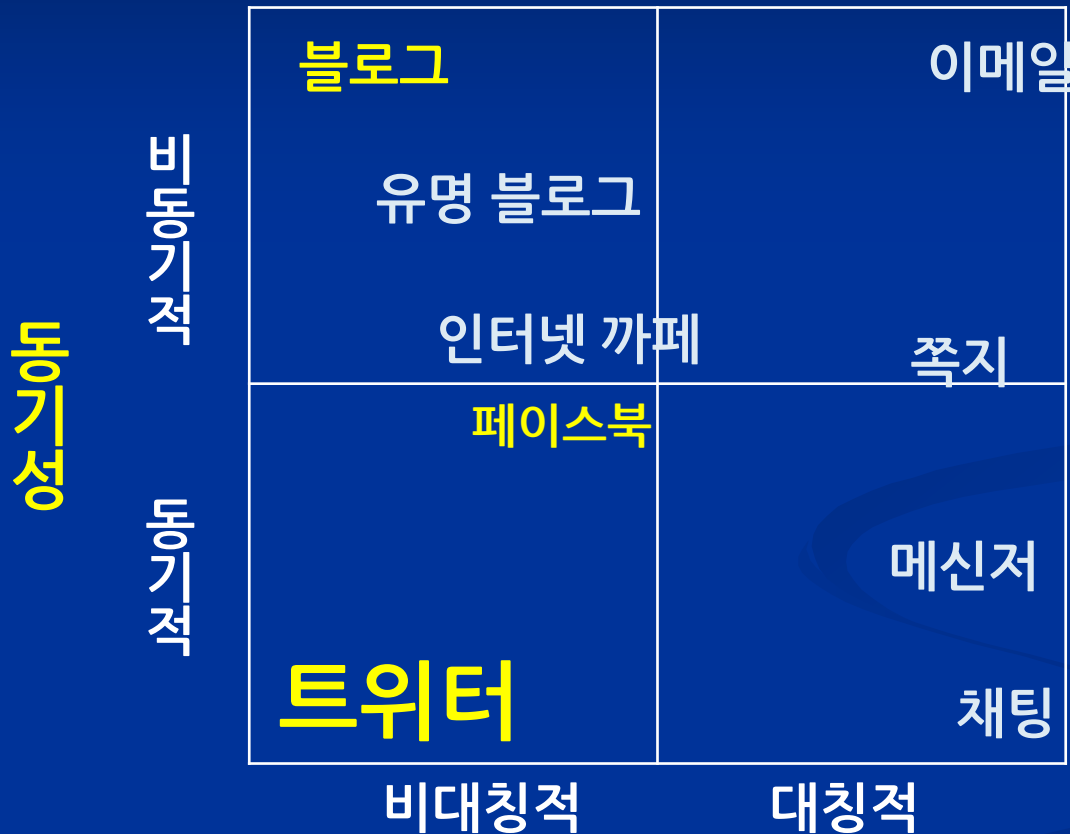 블로그
이메일
비동기적
유명 블로그
인터넷 까페
쪽지
동기성
페이스북
동기적
메신저
트위터
채팅
비대칭적
대칭적